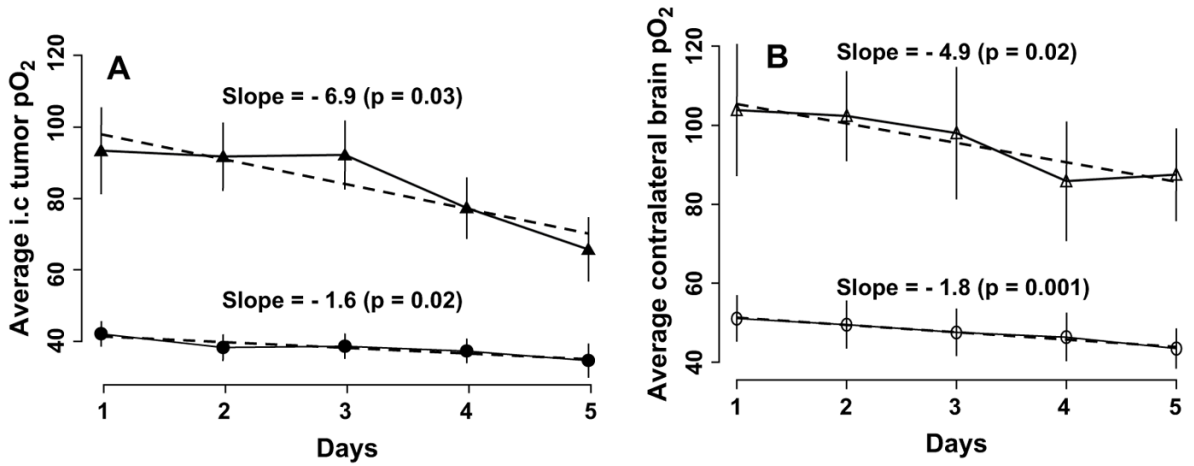 A
Average i.c tumor pO2
120
100
80
60
40
Slope = - 6.9 (p = 0.03)
Slope = - 1.6 (p = 0.02)
1 2 3 4 5
Days
B
Average contralateral brain pO2
120
100
80
60
40
Slope = - 4.9 (p = 0.02)
Slope = - 1.8 (p = 0.001)
1 2 3 4 5
Days